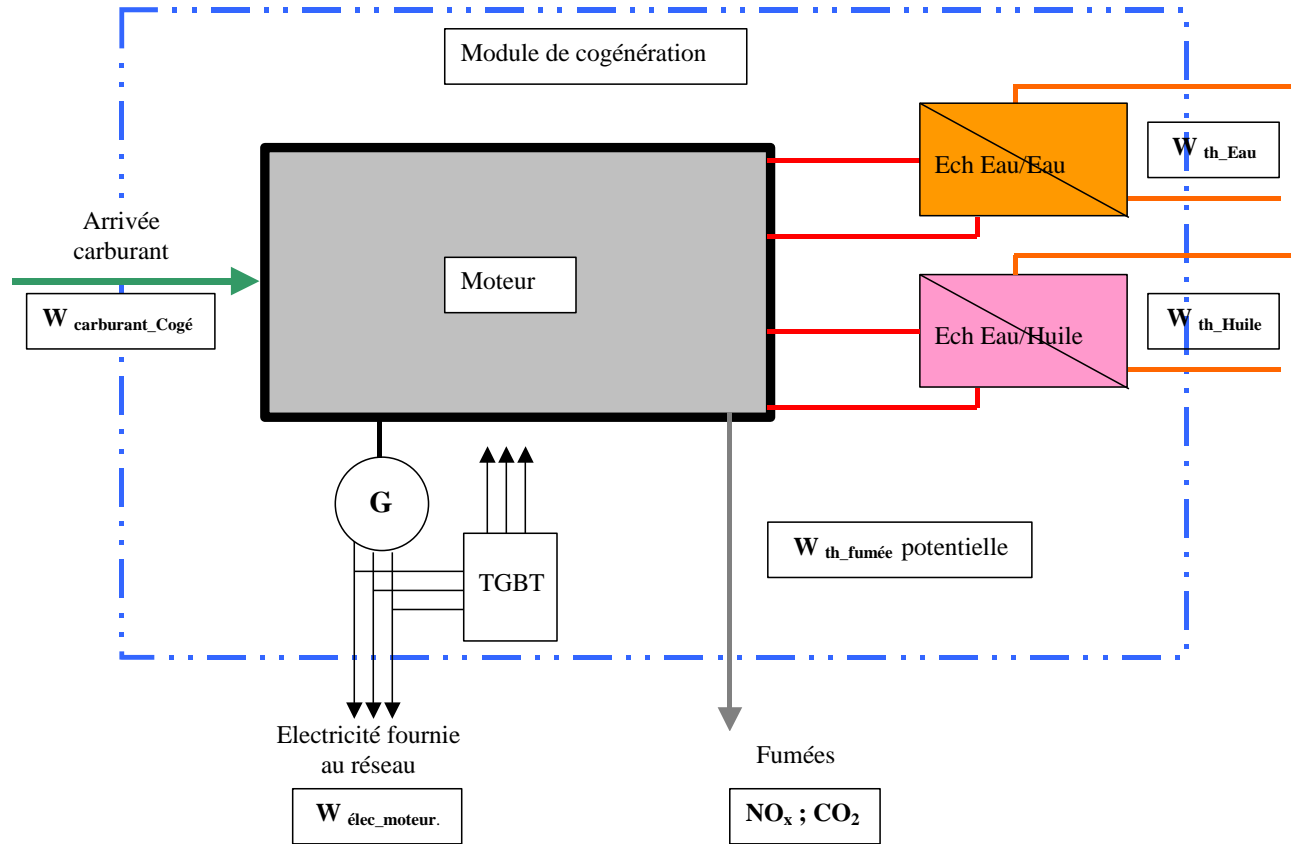 Module de cogénération
Ech Eau/Eau
W th_Eau
Arrivée
carburant
W carburant_Cogé
Moteur
Ech Eau/Huile
W th_Huile
G
TGBT
W th_fumée potentielle
Electricité fournie
au réseau
W élec_moteur.
Fumées
NOx ; CO2